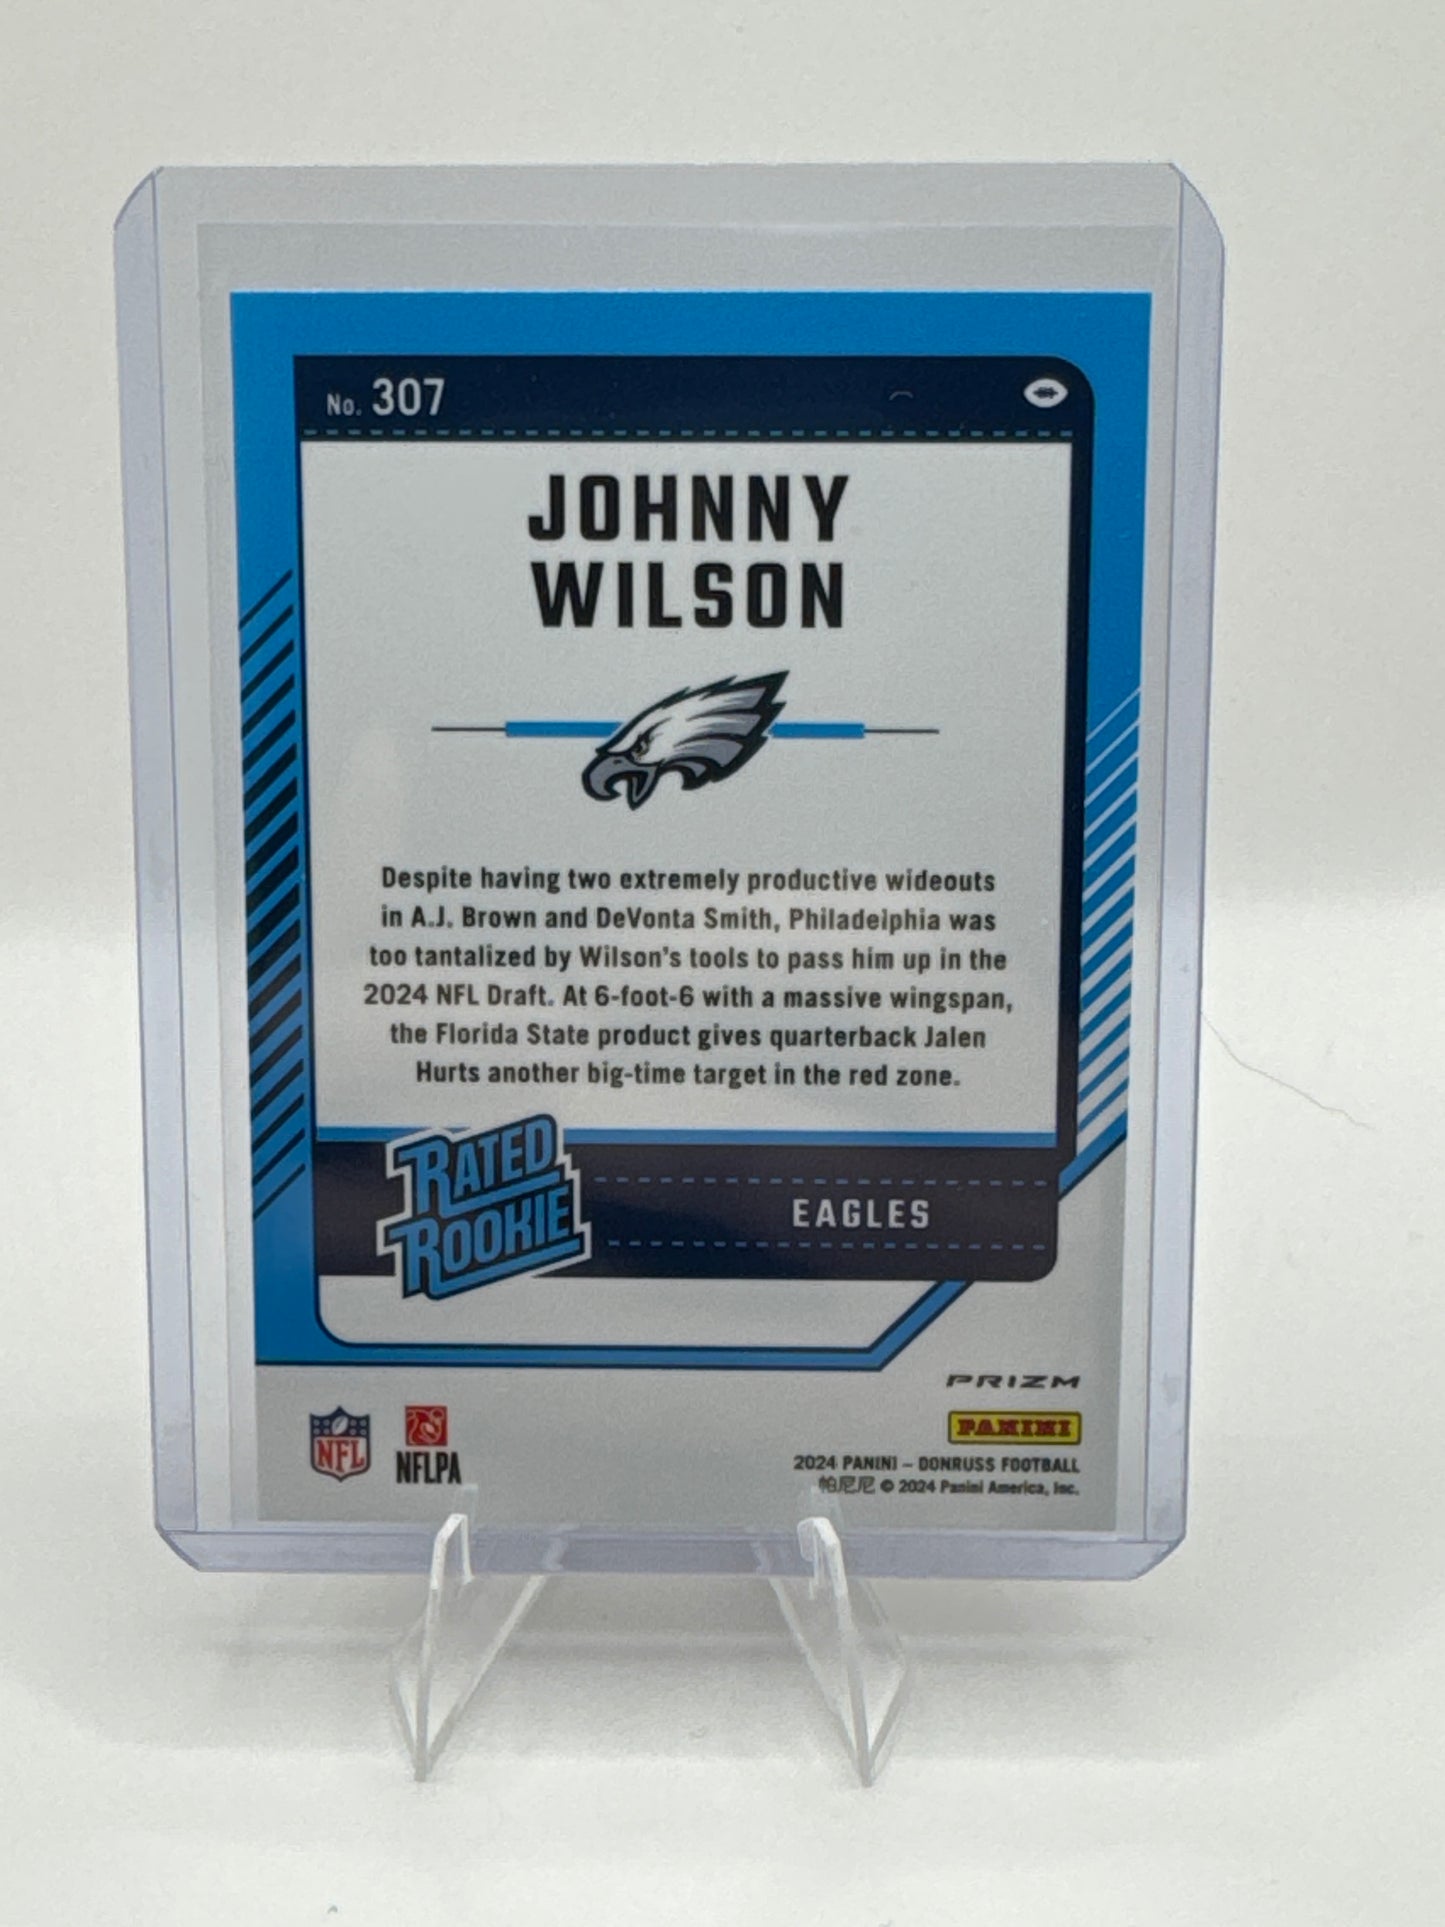 No. 307
JOHNNY
WILSON
Despite having two extremely productive wideouts
in A.J. Brown and DeVonta Smith, Philadelphia was
too tantalized by Wilson's tools to pass him up in the
2024 NFL Draft. At 6-foot-6 with a massive wingspan,
the Florida State product gives quarterback Jalen
Hurts another big-time target in the red zone.
RATED
ROOKIE
EAGLES
PRIZM
PANINI
NFL
NFLPA
2024 PANINI – DONRUSS FOOTBALL
帕尼尼 © 2024 Panini America, Inc.